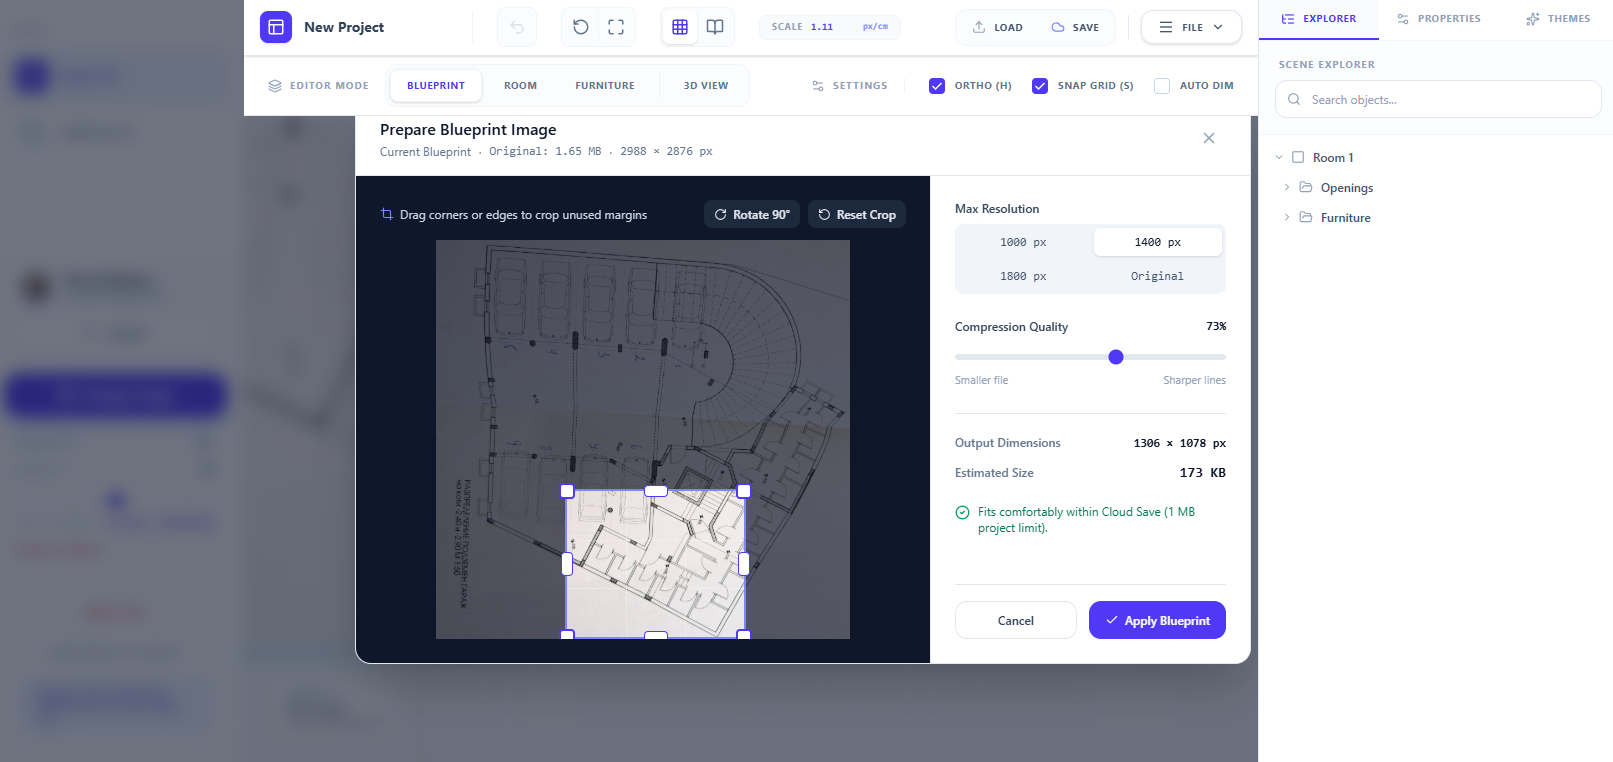 New Project
SCALE 1.11 px/cm
LOAD
SAVE
FILE
EXPLORER
PROPERTIES
THEMES
EDITOR MODE
BLUEPRINT
ROOM
FURNITURE
3D VIEW
SETTINGS
ORTHO (H)
SNAP GRID (S)
AUTO DIM
SCENE EXPLORER
Search objects...
Room 1
Openings
Furniture
Prepare Blueprint Image
Current Blueprint · Original: 1.65 MB · 2988 × 2876 px
Drag corners or edges to crop unused margins
Rotate 90°
Reset Crop
Max Resolution
1000 px
1400 px
1800 px
Original
Compression Quality
73%
Smaller file
Sharper lines
Output Dimensions
1306 × 1078 px
Estimated Size
173 KB
Fits comfortably within Cloud Save (1 MB
project limit).
Cancel
Apply Blueprint